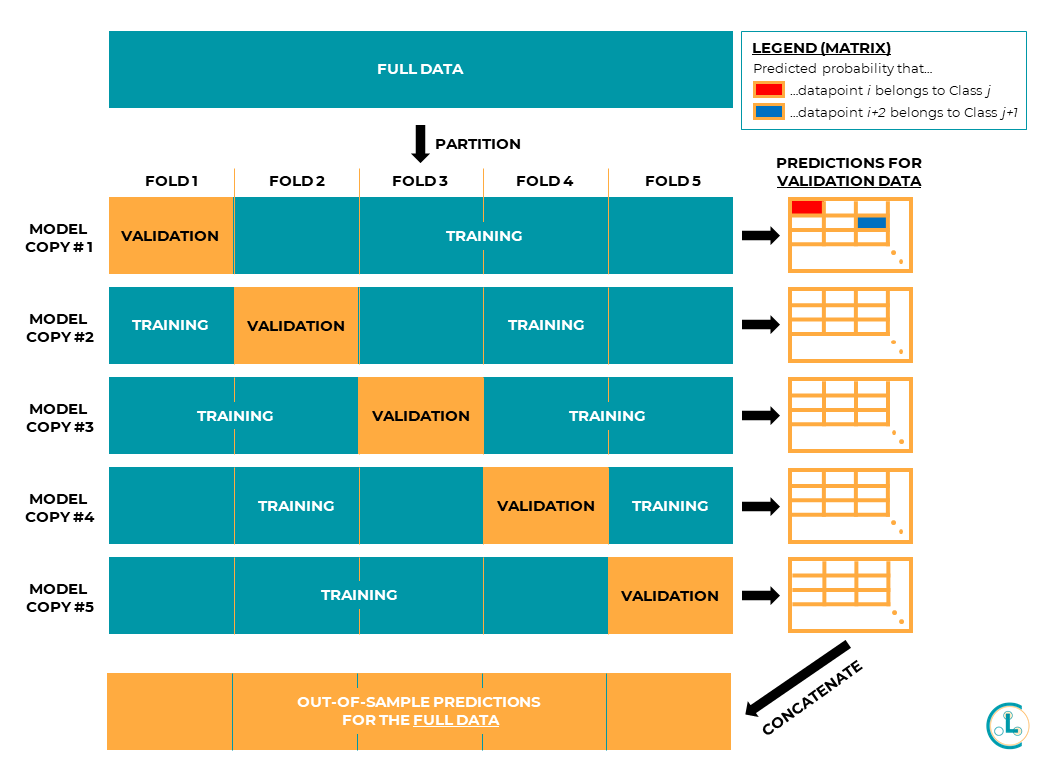 FULL DATA
LEGEND (MATRIX)
Predicted probability that...
...datapoint i belongs to Class j
...datapoint i+2 belongs to Class j+1
PARTITION
FOLD 1
FOLD 2
FOLD 3
FOLD 4
FOLD 5
PREDICTIONS FOR
VALIDATION DATA
MODEL
COPY # 1
VALIDATION
TRAINING
MODEL
COPY #2
TRAINING
VALIDATION
TRAINING
MODEL
COPY #3
TRAINING
VALIDATION
TRAINING
MODEL
COPY #4
TRAINING
VALIDATION
TRAINING
MODEL
COPY #5
TRAINING
VALIDATION
CONCATENATE
OUT-OF-SAMPLE PREDICTIONS
FOR THE FULL DATA
L